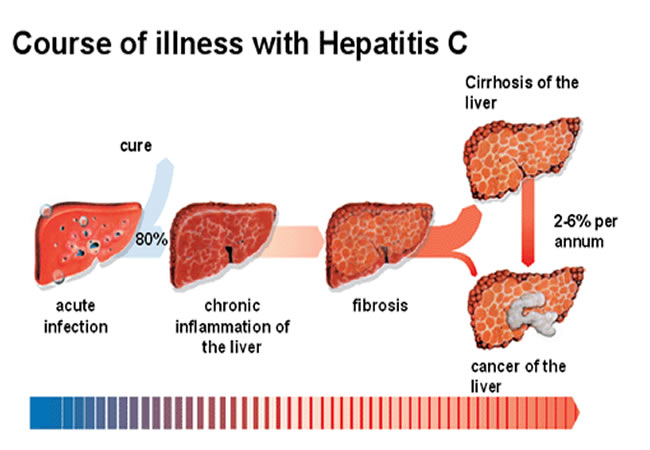 Course of illness with Hepatitis C
Cirrhosis of the
liver
cure
80%
2-6% per
annum
acute
infection
chronic
inflammation of
the liver
fibrosis
cancer of the
liver